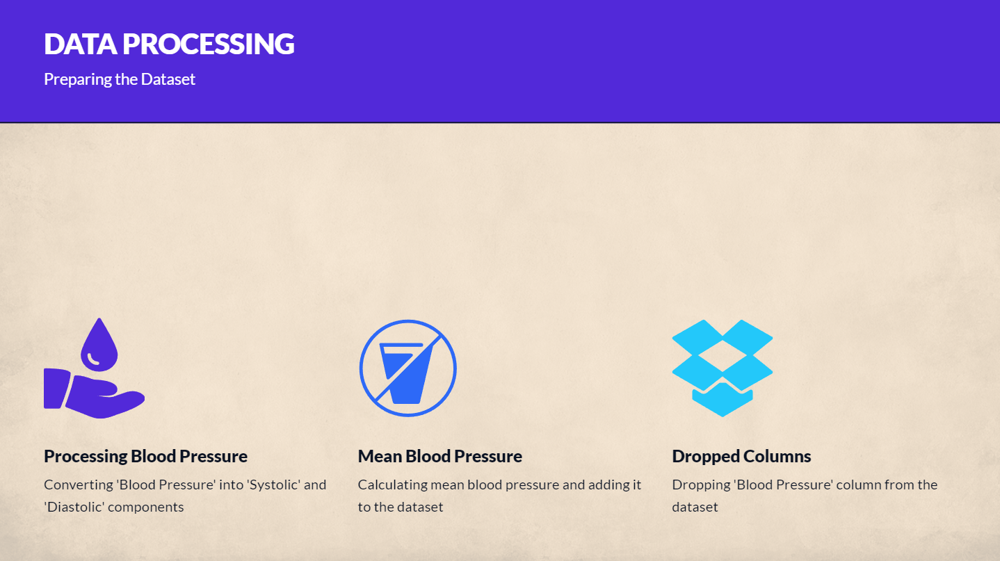 DATA PROCESSING
Preparing the Dataset
Processing Blood Pressure
Converting 'Blood Pressure' into 'Systolic' and
'Diastolic' components
Mean Blood Pressure
Calculating mean blood pressure and adding it
to the dataset
Dropped Columns
Dropping 'Blood Pressure' column from the
dataset